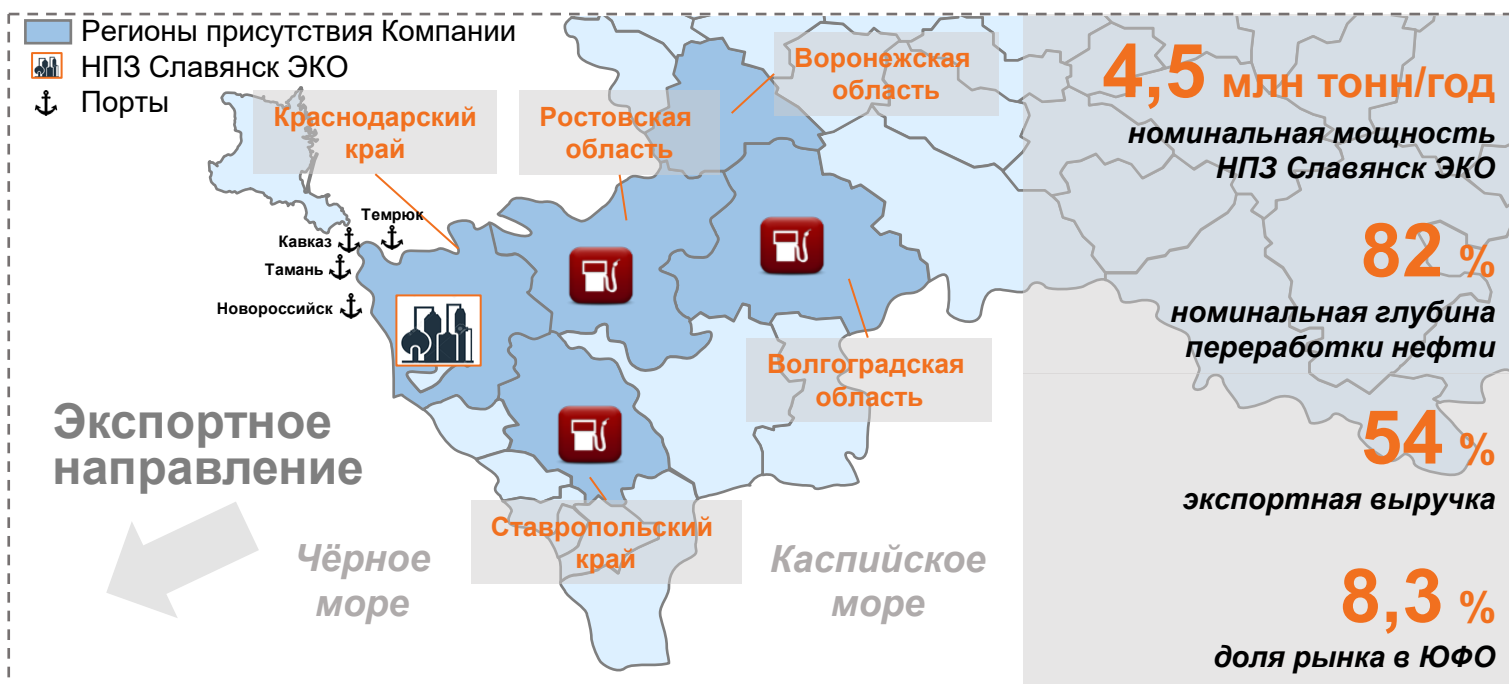 Регионы присутствия Компании
НПЗ Славянск ЭКО
Порты
Краснодарский
край
Ростовская
область
Воронежская
область
Темрюк
Кавказ
Тамань
Новороссийск
Волгоградская
область
Ставропольский
край
Экспортное
направление
Чёрное
море
Каспийское
море
4,5 млн тонн/год
номинальная мощность
НПЗ Славянск ЭКО
82 %
номинальная глубина
переработки нефти
54 %
экспортная выручка
8,3 %
доля рынка в ЮФО